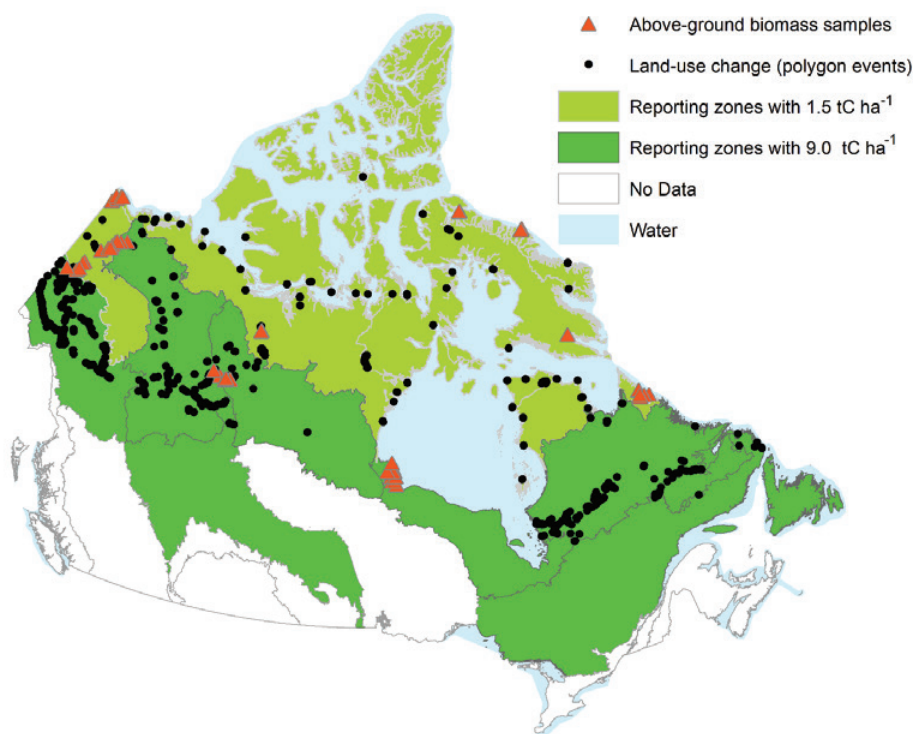 Above-ground biomass samples
Land-use change (polygon events)
Reporting zones with 1.5 tC ha⁻¹
Reporting zones with 9.0 tC ha⁻¹
No Data
Water